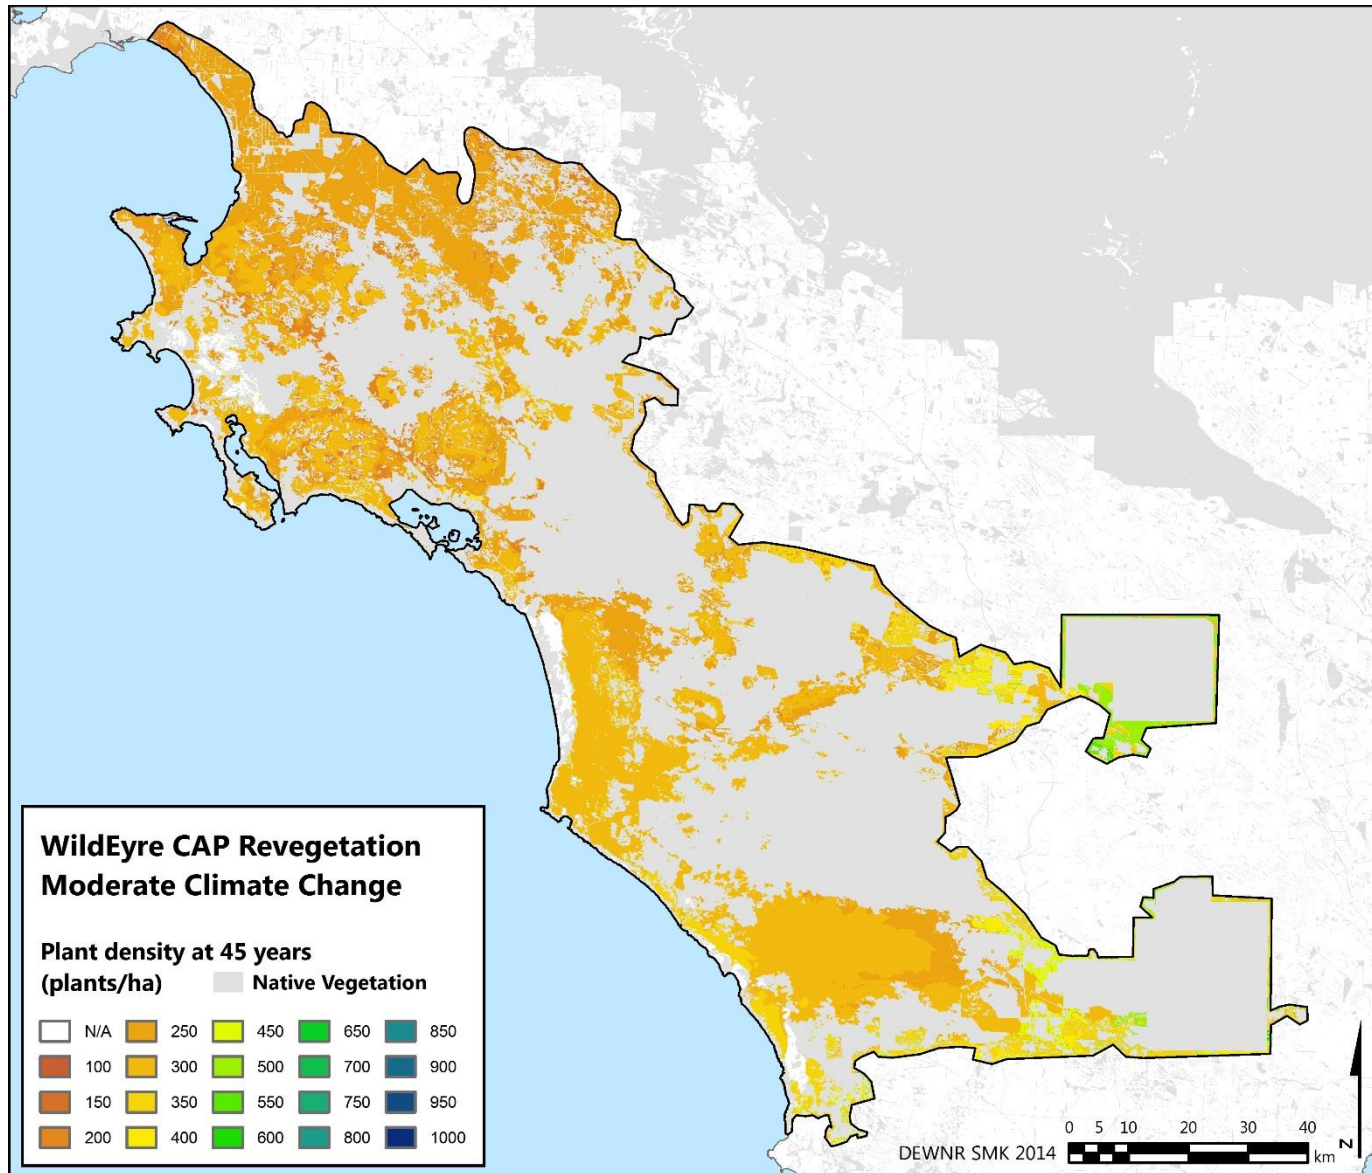 WildEyre CAP Revegetation
Moderate Climate Change
Plant density at 45 years
(plants/ha) Native Vegetation
N/A 250 450 650 850
100 300 500 700 900
150 350 550 750 950
200 400 600 800 1000
DEWNR SMK 2014
0 5 10 20 30 40
km
N